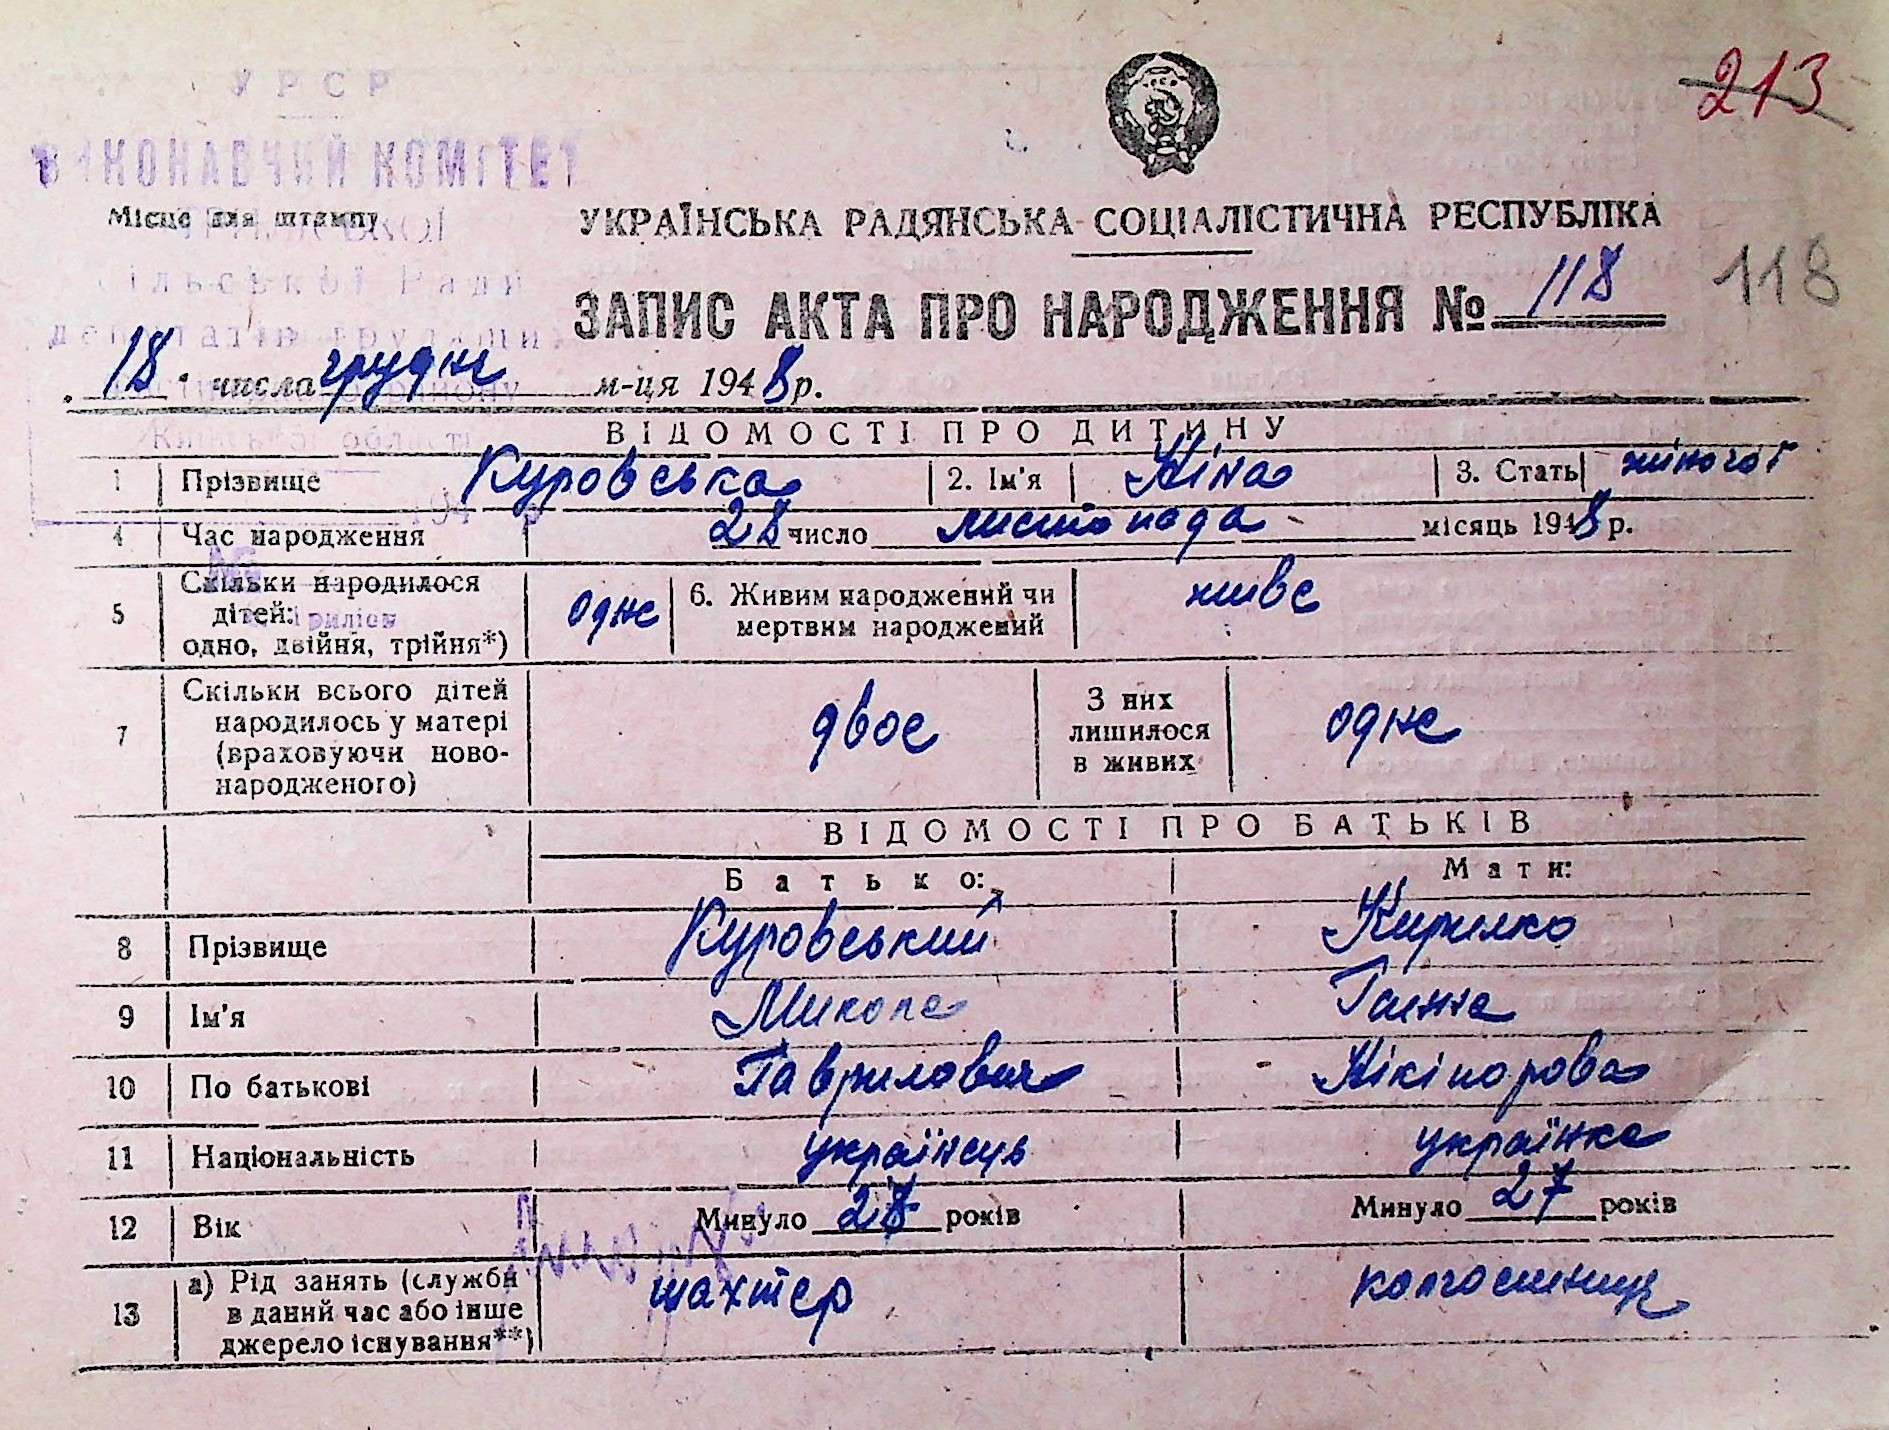 213
УРСР
ВИКОНАВЧИЙ КОМІТЕТ
Місце для штампу
сільської Ради
депутатів трудящих
Київської області
194
УКРАЇНСЬКА РАДЯНСЬКА СОЦІАЛІСТИЧНА РЕСПУБЛІКА
ЗАПИС АКТА ПРО НАРОДЖЕННЯ № 118
118
18 числа грудня м-ця 1948 р.
ВІДОМОСТІ ПРО ДИТИНУ
1 Прізвище Куровська 2. Ім'я Ніна 3. Стать жіночої
4 Час народження 28 число листопада місяць 1948 р.
5 Скільки народилося дітей: одно, двійня, трійня*) одне 6. Живим народжений чи мертвим народжений живе
7 Скільки всього дітей народилось у матері (враховуючи ново-народженого) двоє З них лишилося в живих одне
ВІДОМОСТІ ПРО БАТЬКІВ
Батько: Мати:
8 Прізвище Куровський Кирилко
9 Ім'я Микола Ганна
10 По батькові Гаврилович Нікіпорова
11 Національність українець українка
12 Вік Минуло 28 років Минуло 27 років
13 а) Рід занять (служби в даний час або інше джерело існування**) шахтер колгоспниця